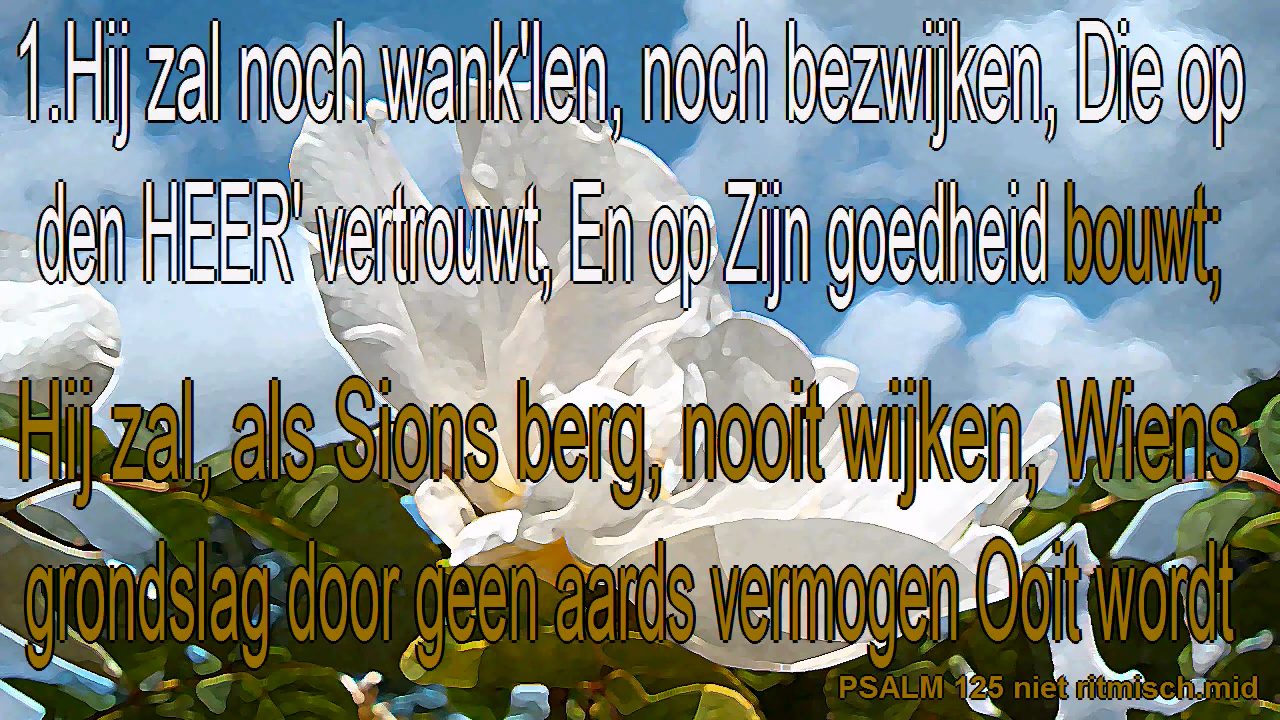 1.Hij zal noch wank'len, noch bezwijken, Die op
den HEER' vertrouwt, En op Zijn goedheid bouwt;
Hij zal, als Sions berg, nooit wijken, Wiens
grondslag door geen aards vermogen Ooit wordt
PSALM 125 niet ritmisch.mid